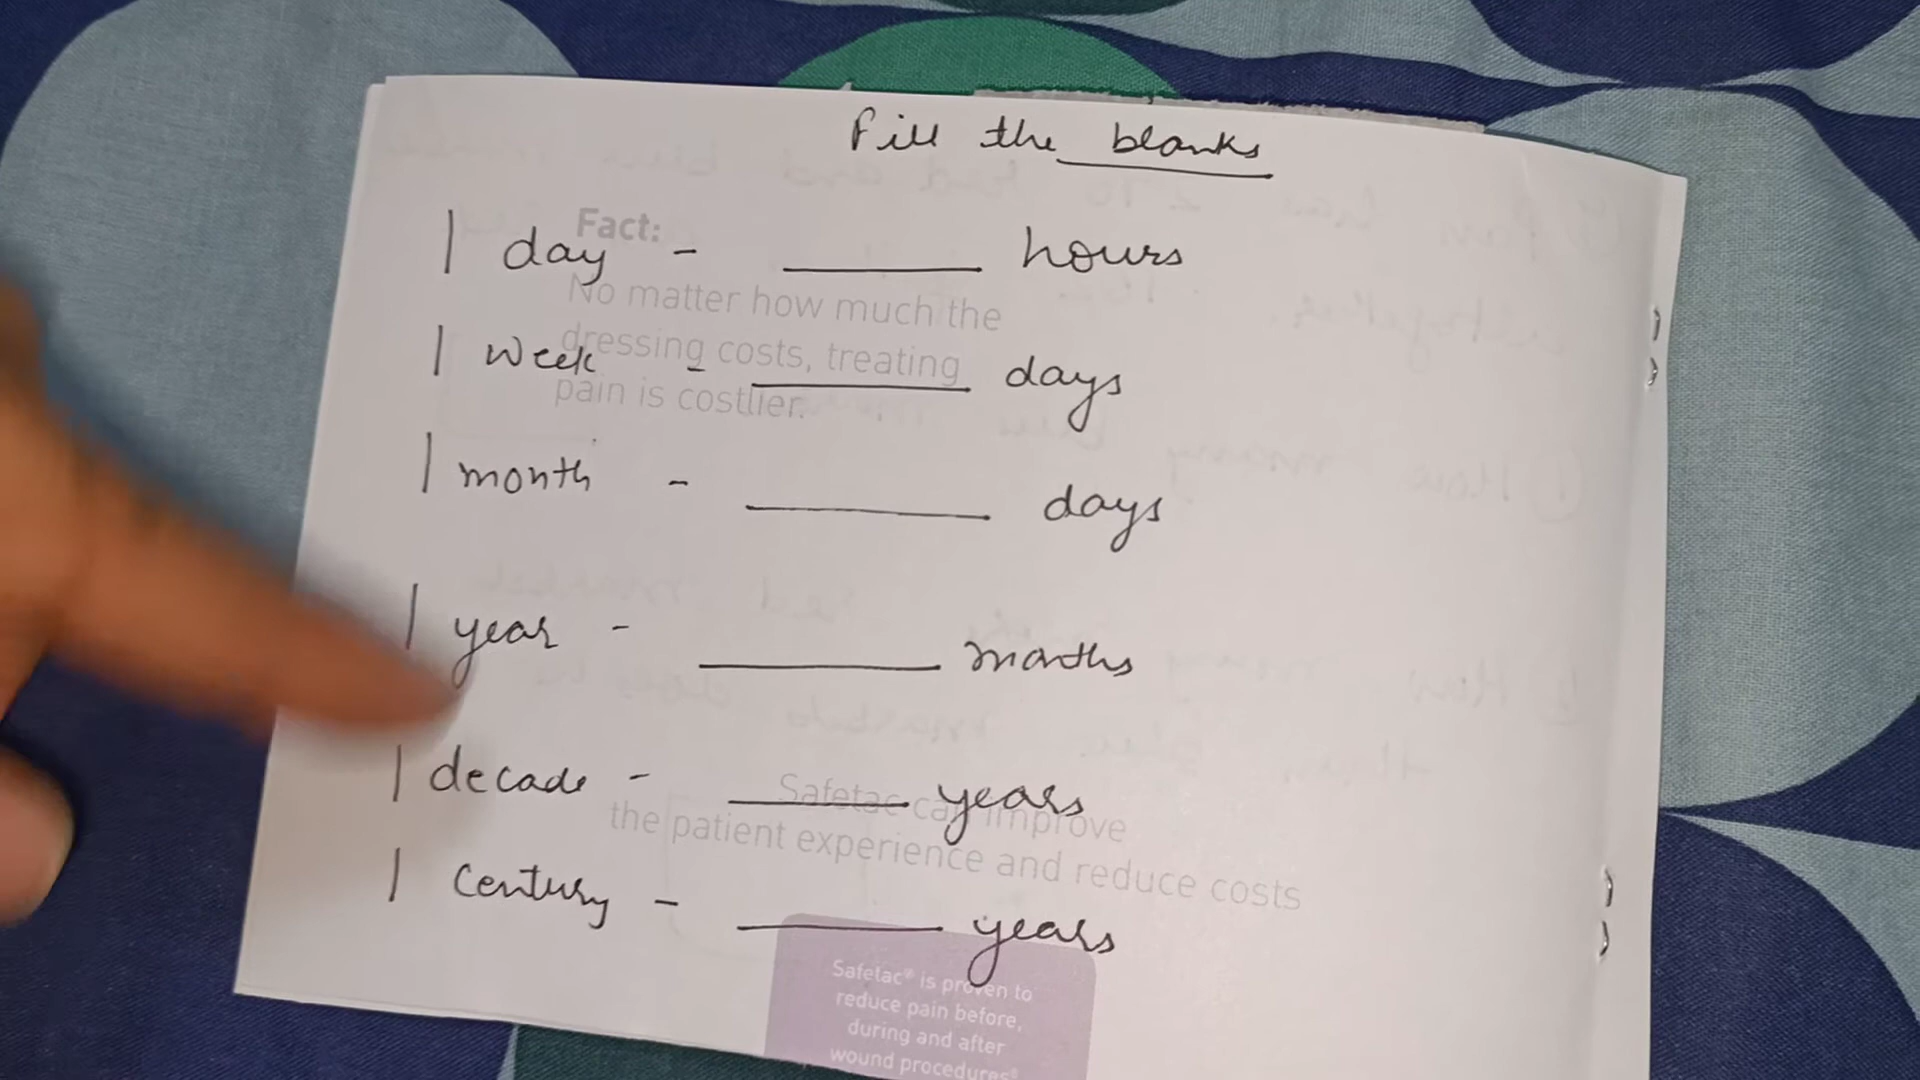 Fill the blanks
Fact:
1 day - ______ hours
No matter how much the
dressing costs, treating
1 week - ______ days
pain is costlier.
1 month - ______ days
1 year - ______ months
1 decade - ______ years
Safetac can improve
the patient experience and reduce costs
1 century - ______ years
Safetac® is proven to
reduce pain before,
during and after
wound procedures®